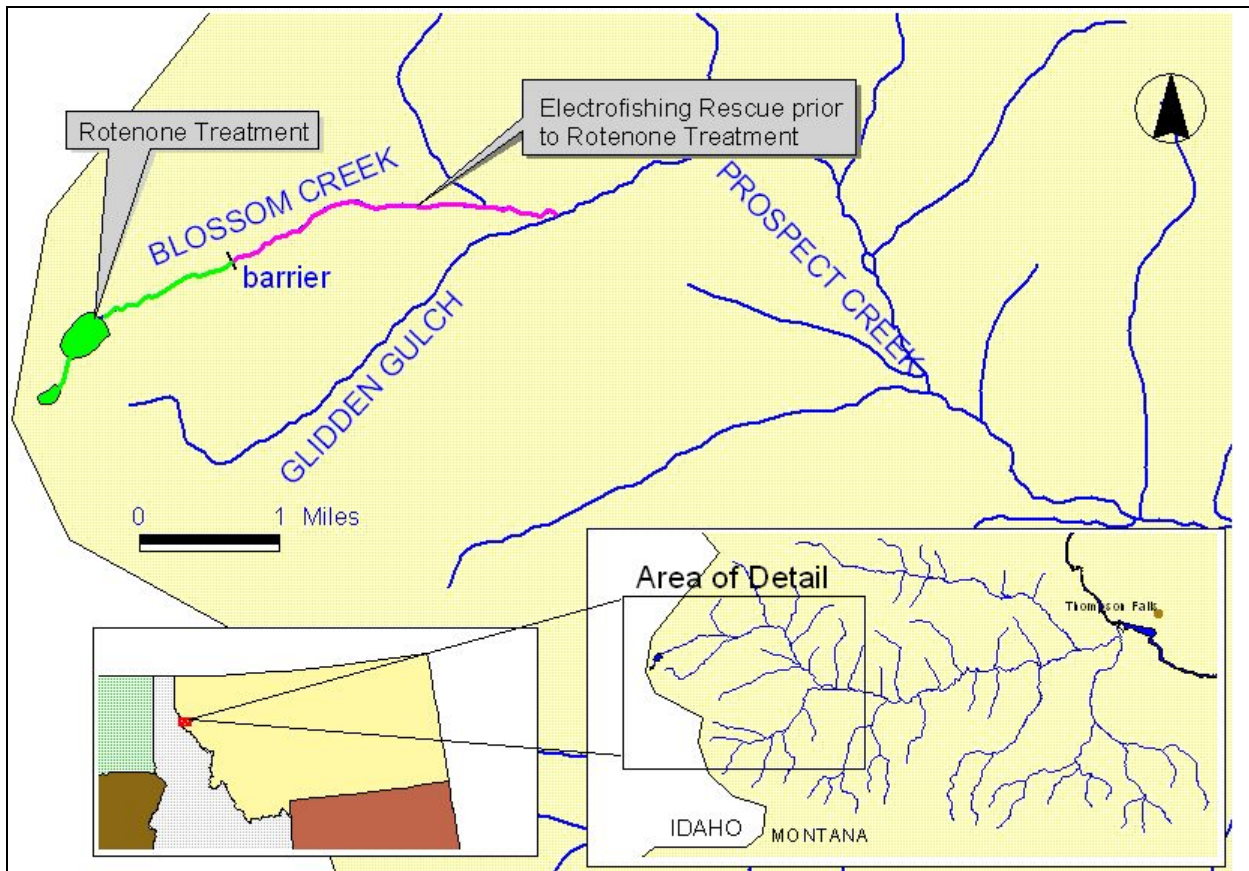 Rotenone Treatment
Electrofishing Rescue prior
to Rotenone Treatment
BLOSSOM CREEK
barrier
PROSPECT CREEK
GLIDDEN GULCH
0 1 Miles
Area of Detail
Thompson Falls
IDAHO
MONTANA